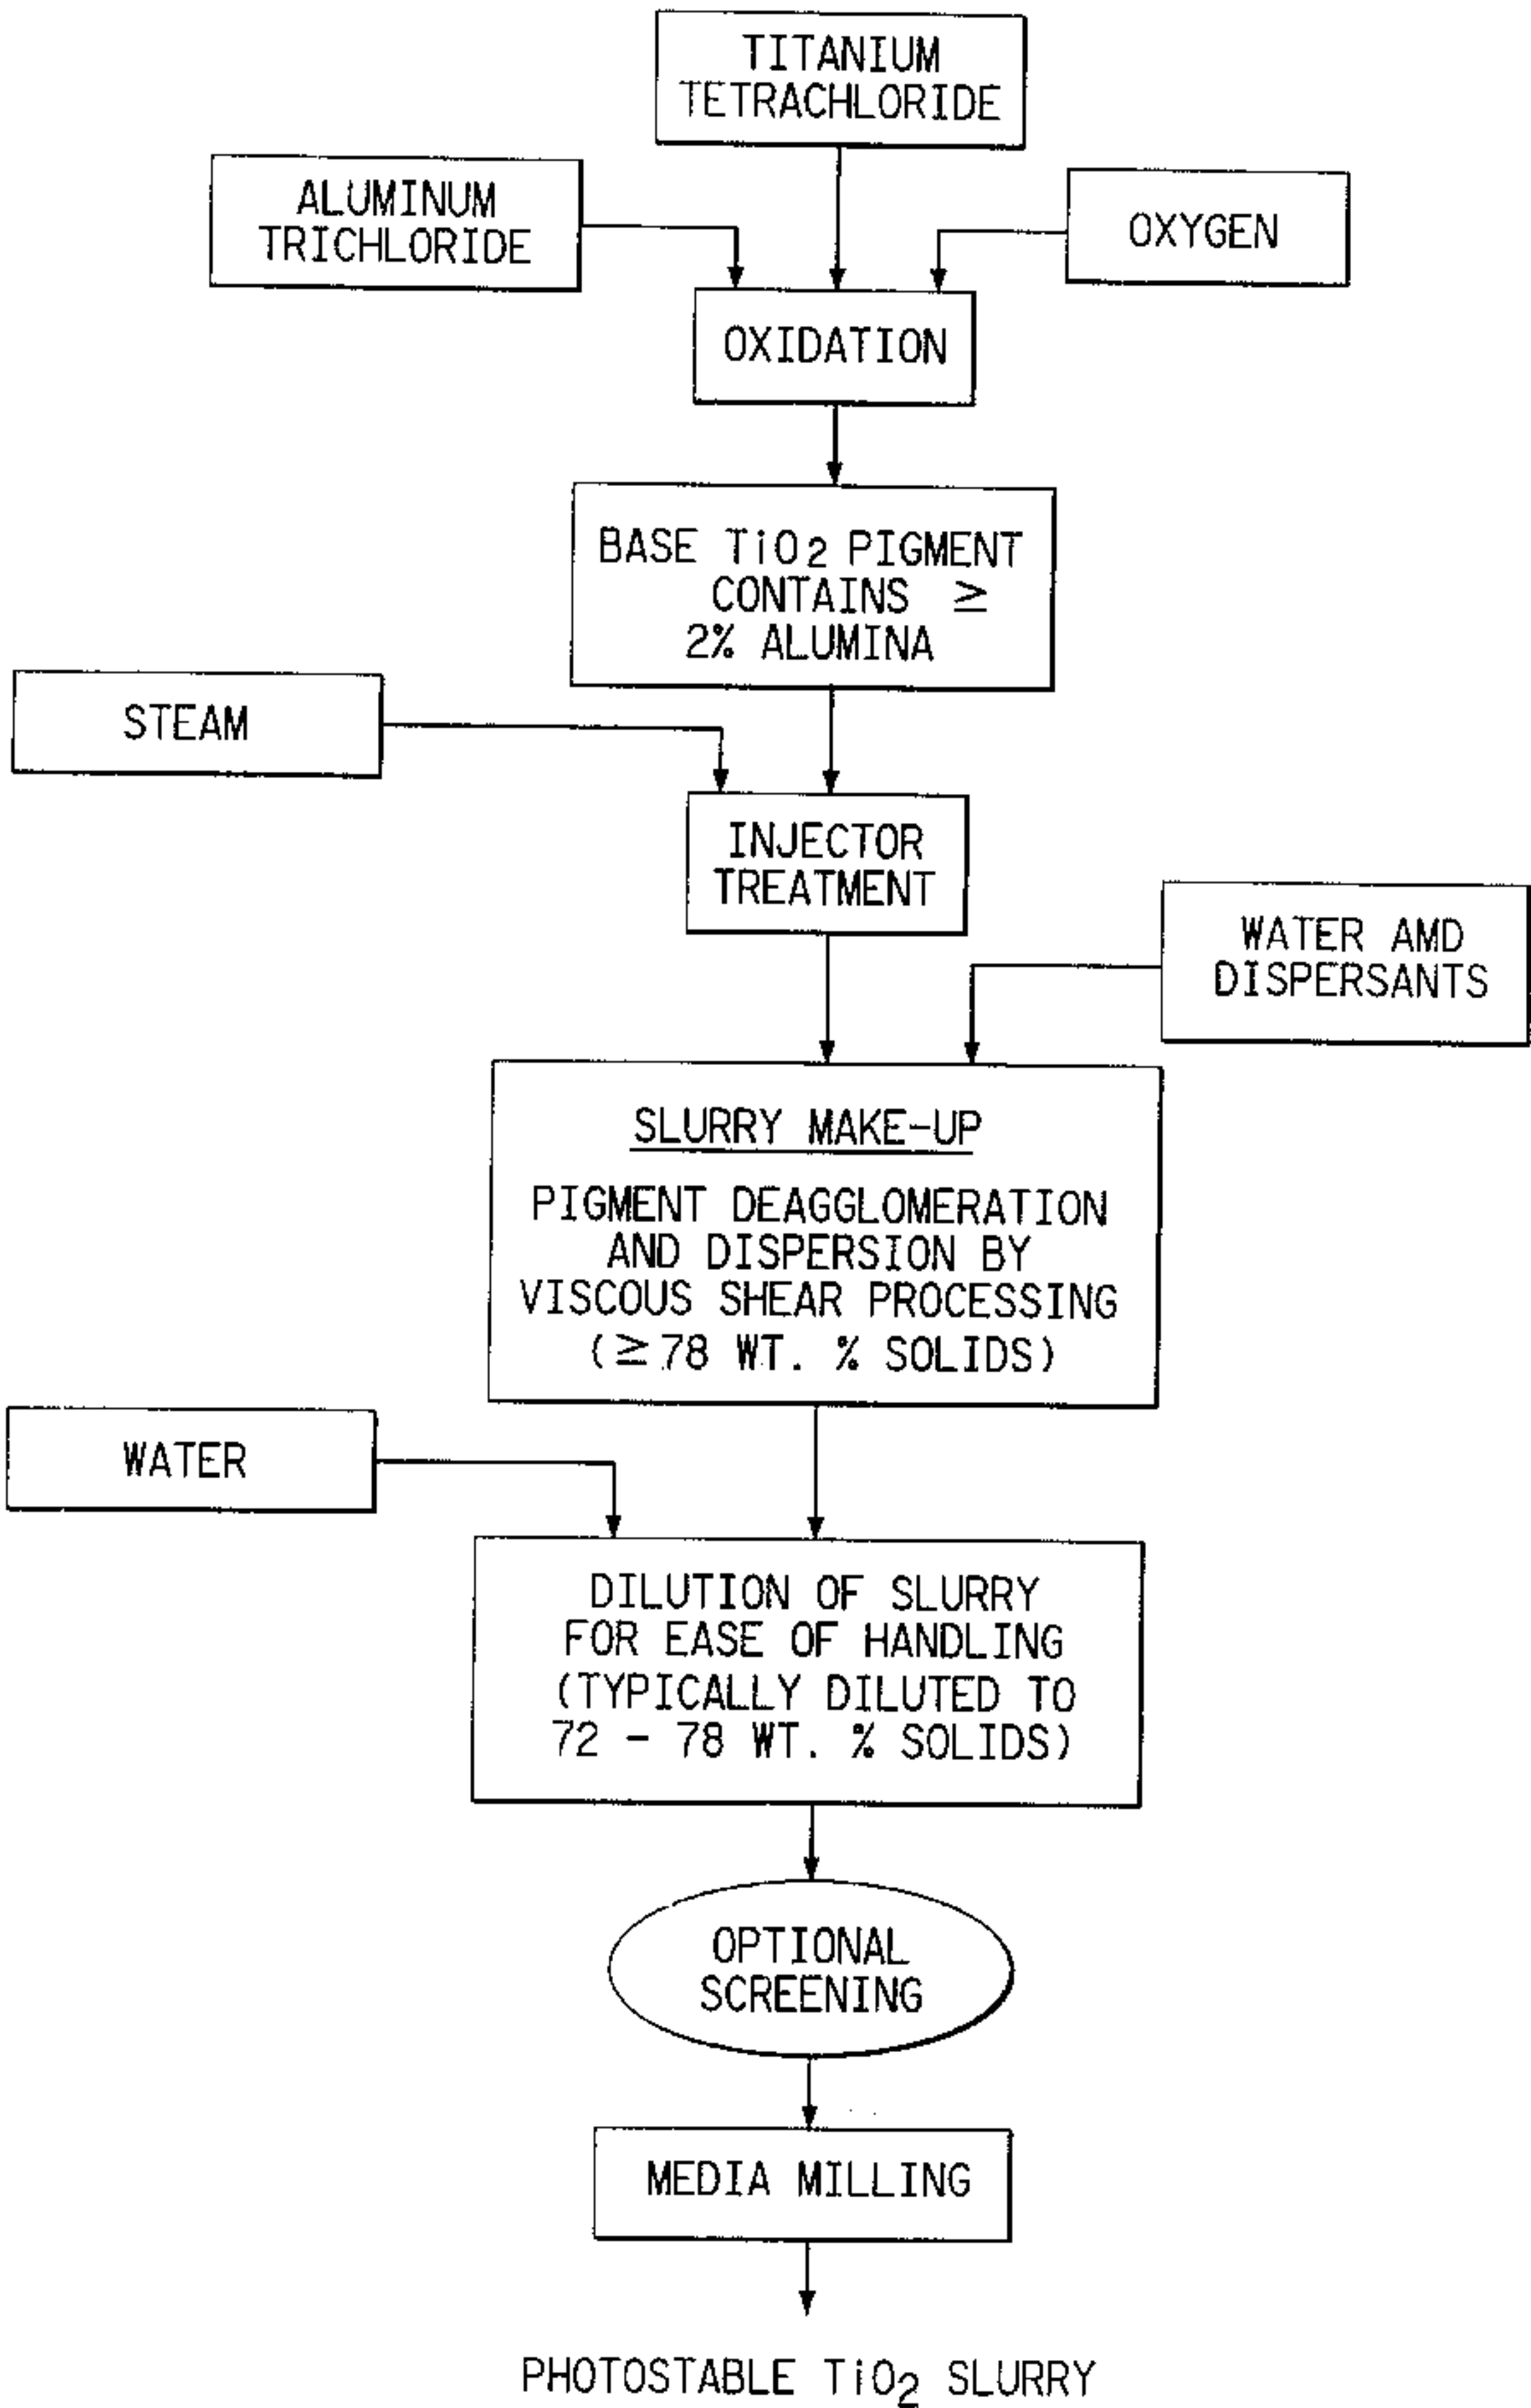 TITANIUM
TETRACHLORIDE
ALUMINUM
TRICHLORIDE
OXYGEN
OXIDATION
BASE TiO2 PIGMENT
CONTAINS ≥
2% ALUMINA
STEAM
INJECTOR
TREATMENT
WATER AMD
DISPERSANTS
SLURRY MAKE-UP
PIGMENT DEAGGLOMERATION
AND DISPERSION BY
VISCOUS SHEAR PROCESSING
(≥78 WT. % SOLIDS)
WATER
DILUTION OF SLURRY
FOR EASE OF HANDLING
(TYPICALLY DILUTED TO
72 - 78 WT. % SOLIDS)
OPTIONAL
SCREENING
MEDIA MILLING
PHOTOSTABLE TiO2 SLURRY